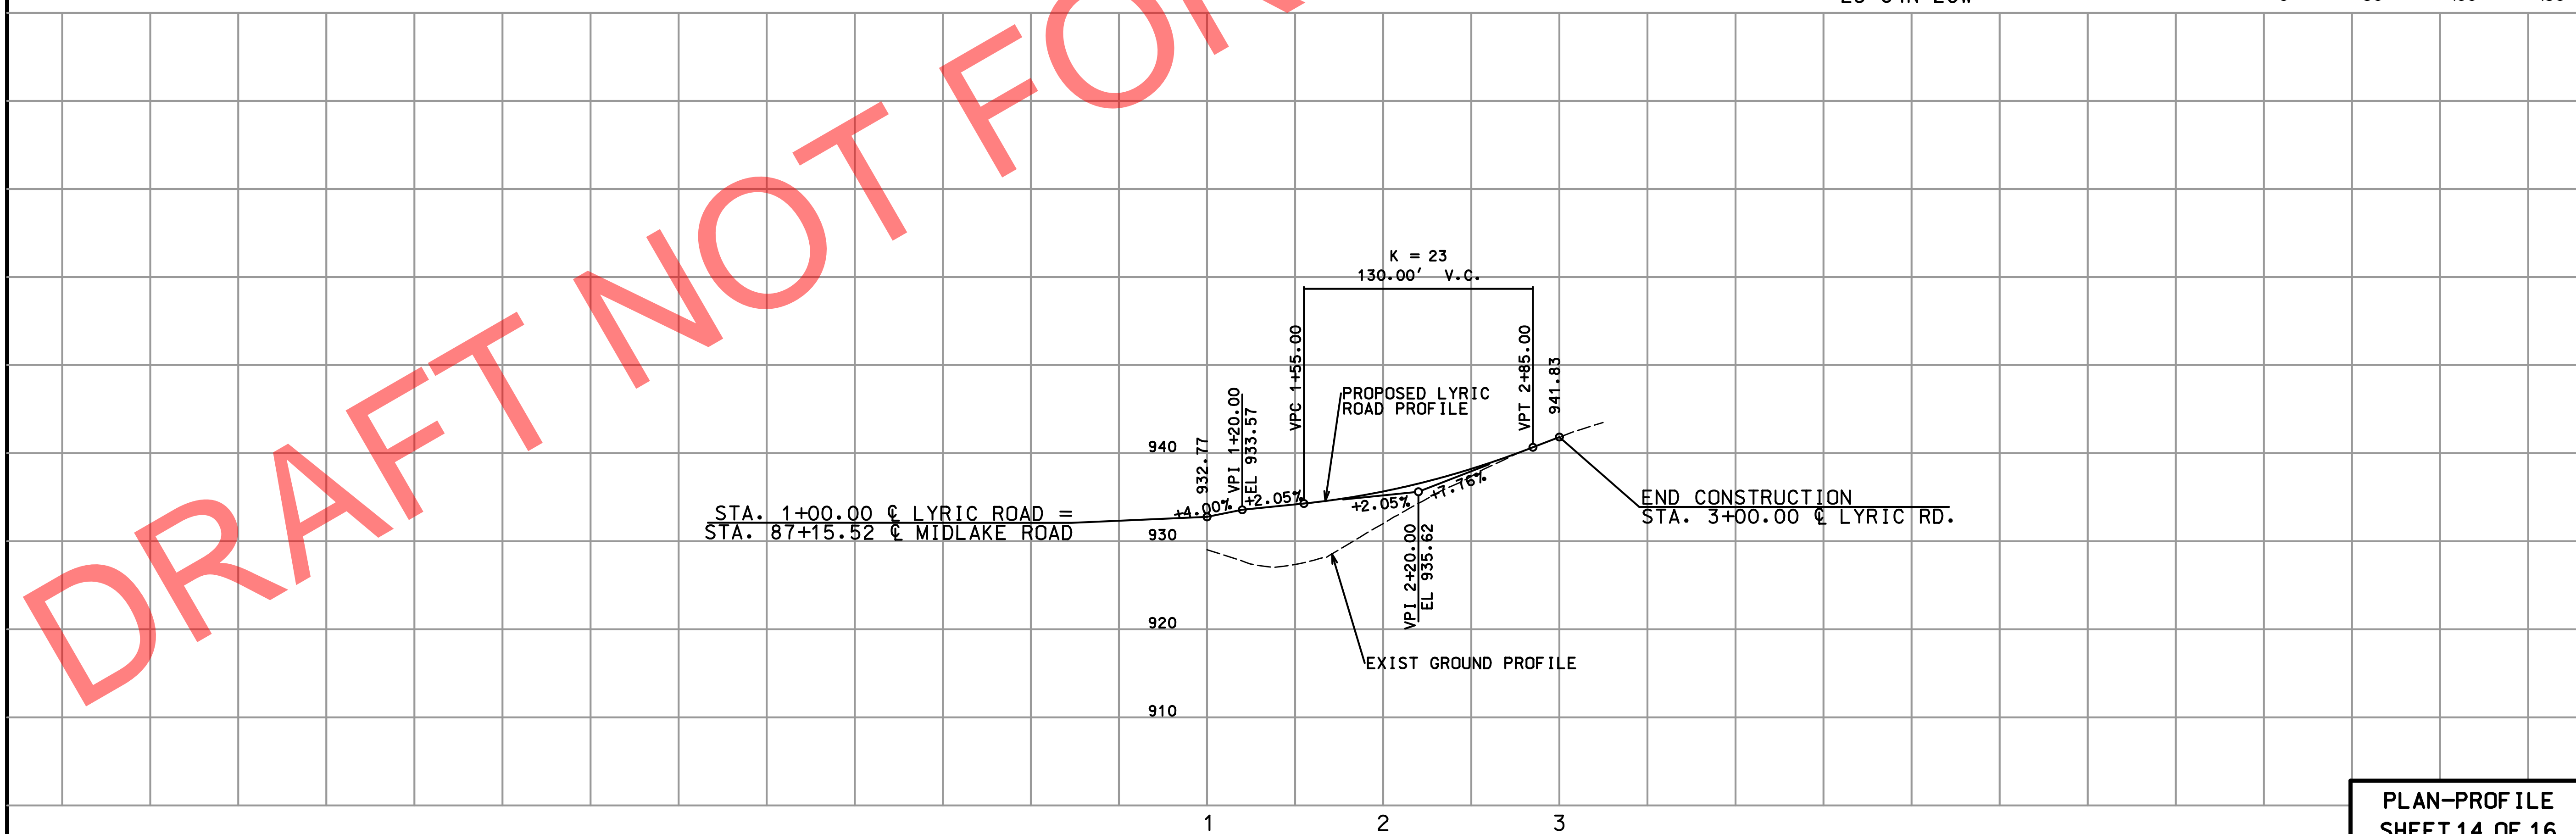 DRAFT NOT FOR
K = 23
130.00' V.C.
VPC 1+55.00
VPT 2+85.00
941.83
PROPOSED LYRIC
ROAD PROFILE
932.77
VPI 1+20.00
EL 933.57
940
+4.00%
+2.05%
+2.05%
+7.76%
STA. 1+00.00 ℄ LYRIC ROAD =
STA. 87+15.52 ℄ MIDLAKE ROAD
930
END CONSTRUCTION
STA. 3+00.00 ℄ LYRIC RD.
VPI 2+20.00
EL 935.62
920
EXIST GROUND PROFILE
910
1 2 3
PLAN-PROFILE
SHEET 14 OF 16